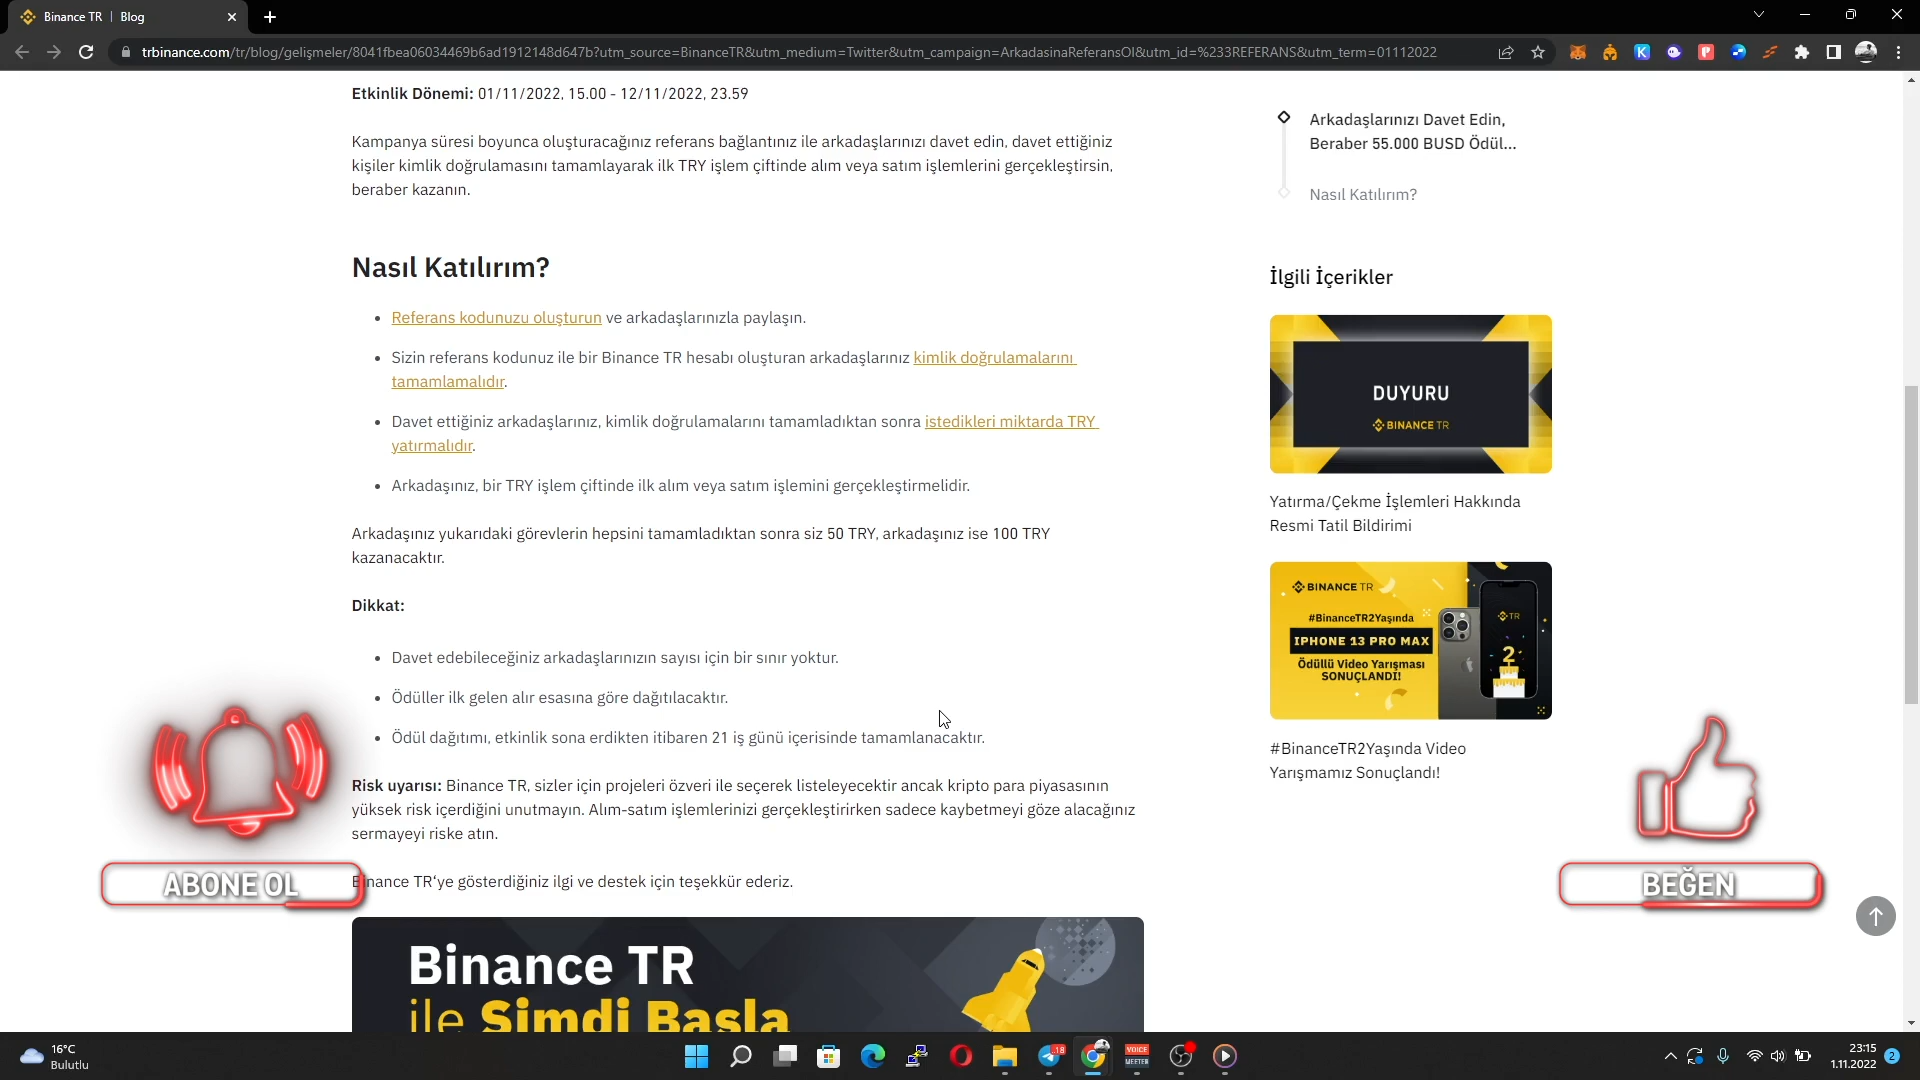 Binance TR | Blog
trbinance.com/tr/blog/gelişmeler/8041fbea06034469b6ad1912148d647b?utm_source=BinanceTR&utm_medium=Twitter&utm_campaign=ArkadasinaReferansOl&utm_id=%233REFERANS&utm_term=01112022
Etkinlik Dönemi: 01/11/2022, 15.00 - 12/11/2022, 23.59
Kampanya süresi boyunca oluşturacağınız referans bağlantınız ile arkadaşlarınızı davet edin, davet ettiğiniz
kişiler kimlik doğrulamasını tamamlayarak ilk TRY işlem çiftinde alım veya satım işlemlerini gerçekleştirsin,
beraber kazanın.
Nasıl Katılırım?
• Referans kodunuzu oluşturun ve arkadaşlarınızla paylaşın.
• Sizin referans kodunuz ile bir Binance TR hesabı oluşturan arkadaşlarınız kimlik doğrulamalarını
tamamlamalıdır.
• Davet ettiğiniz arkadaşlarınız, kimlik doğrulamalarını tamamladıktan sonra istedikleri miktarda TRY
yatırmalıdır.
• Arkadaşınız, bir TRY işlem çiftinde ilk alım veya satım işlemini gerçekleştirmelidir.
Arkadaşınız yukarıdaki görevlerin hepsini tamamladıktan sonra siz 50 TRY, arkadaşınız ise 100 TRY
kazanacaktır.
Dikkat:
• Davet edebileceğiniz arkadaşlarınızın sayısı için bir sınır yoktur.
• Ödüller ilk gelen alır esasına göre dağıtılacaktır.
• Ödül dağıtımı, etkinlik sona erdikten itibaren 21 iş günü içerisinde tamamlanacaktır.
Risk uyarısı: Binance TR, sizler için projeleri özveri ile seçerek listeleyecektir ancak kripto para piyasasının
yüksek risk içerdiğini unutmayın. Alım-satım işlemlerinizi gerçekleştirirken sadece kaybetmeyi göze alacağınız
sermayeyi riske atın.
Binance TR'ye gösterdiğiniz ilgi ve destek için teşekkür ederiz.
Binance TR
ile Şimdi Başla
Arkadaşlarınızı Davet Edin,
Beraber 55.000 BUSD Ödül...
Nasıl Katılırım?
İlgili İçerikler
DUYURU
BINANCE TR
Yatırma/Çekme İşlemleri Hakkında
Resmi Tatil Bildirimi
BINANCE TR
#BinanceTR2Yaşında
IPHONE 13 PRO MAX
Ödüllü Video Yarışması
SONUÇLANDI!
TR
2
#BinanceTR2Yaşında Video
Yarışmamız Sonuçlandı!
ABONE OL
BEĞEN
16°C
Bulutlu
18
VOICE
MEETER
23:15
1.11.2022
2